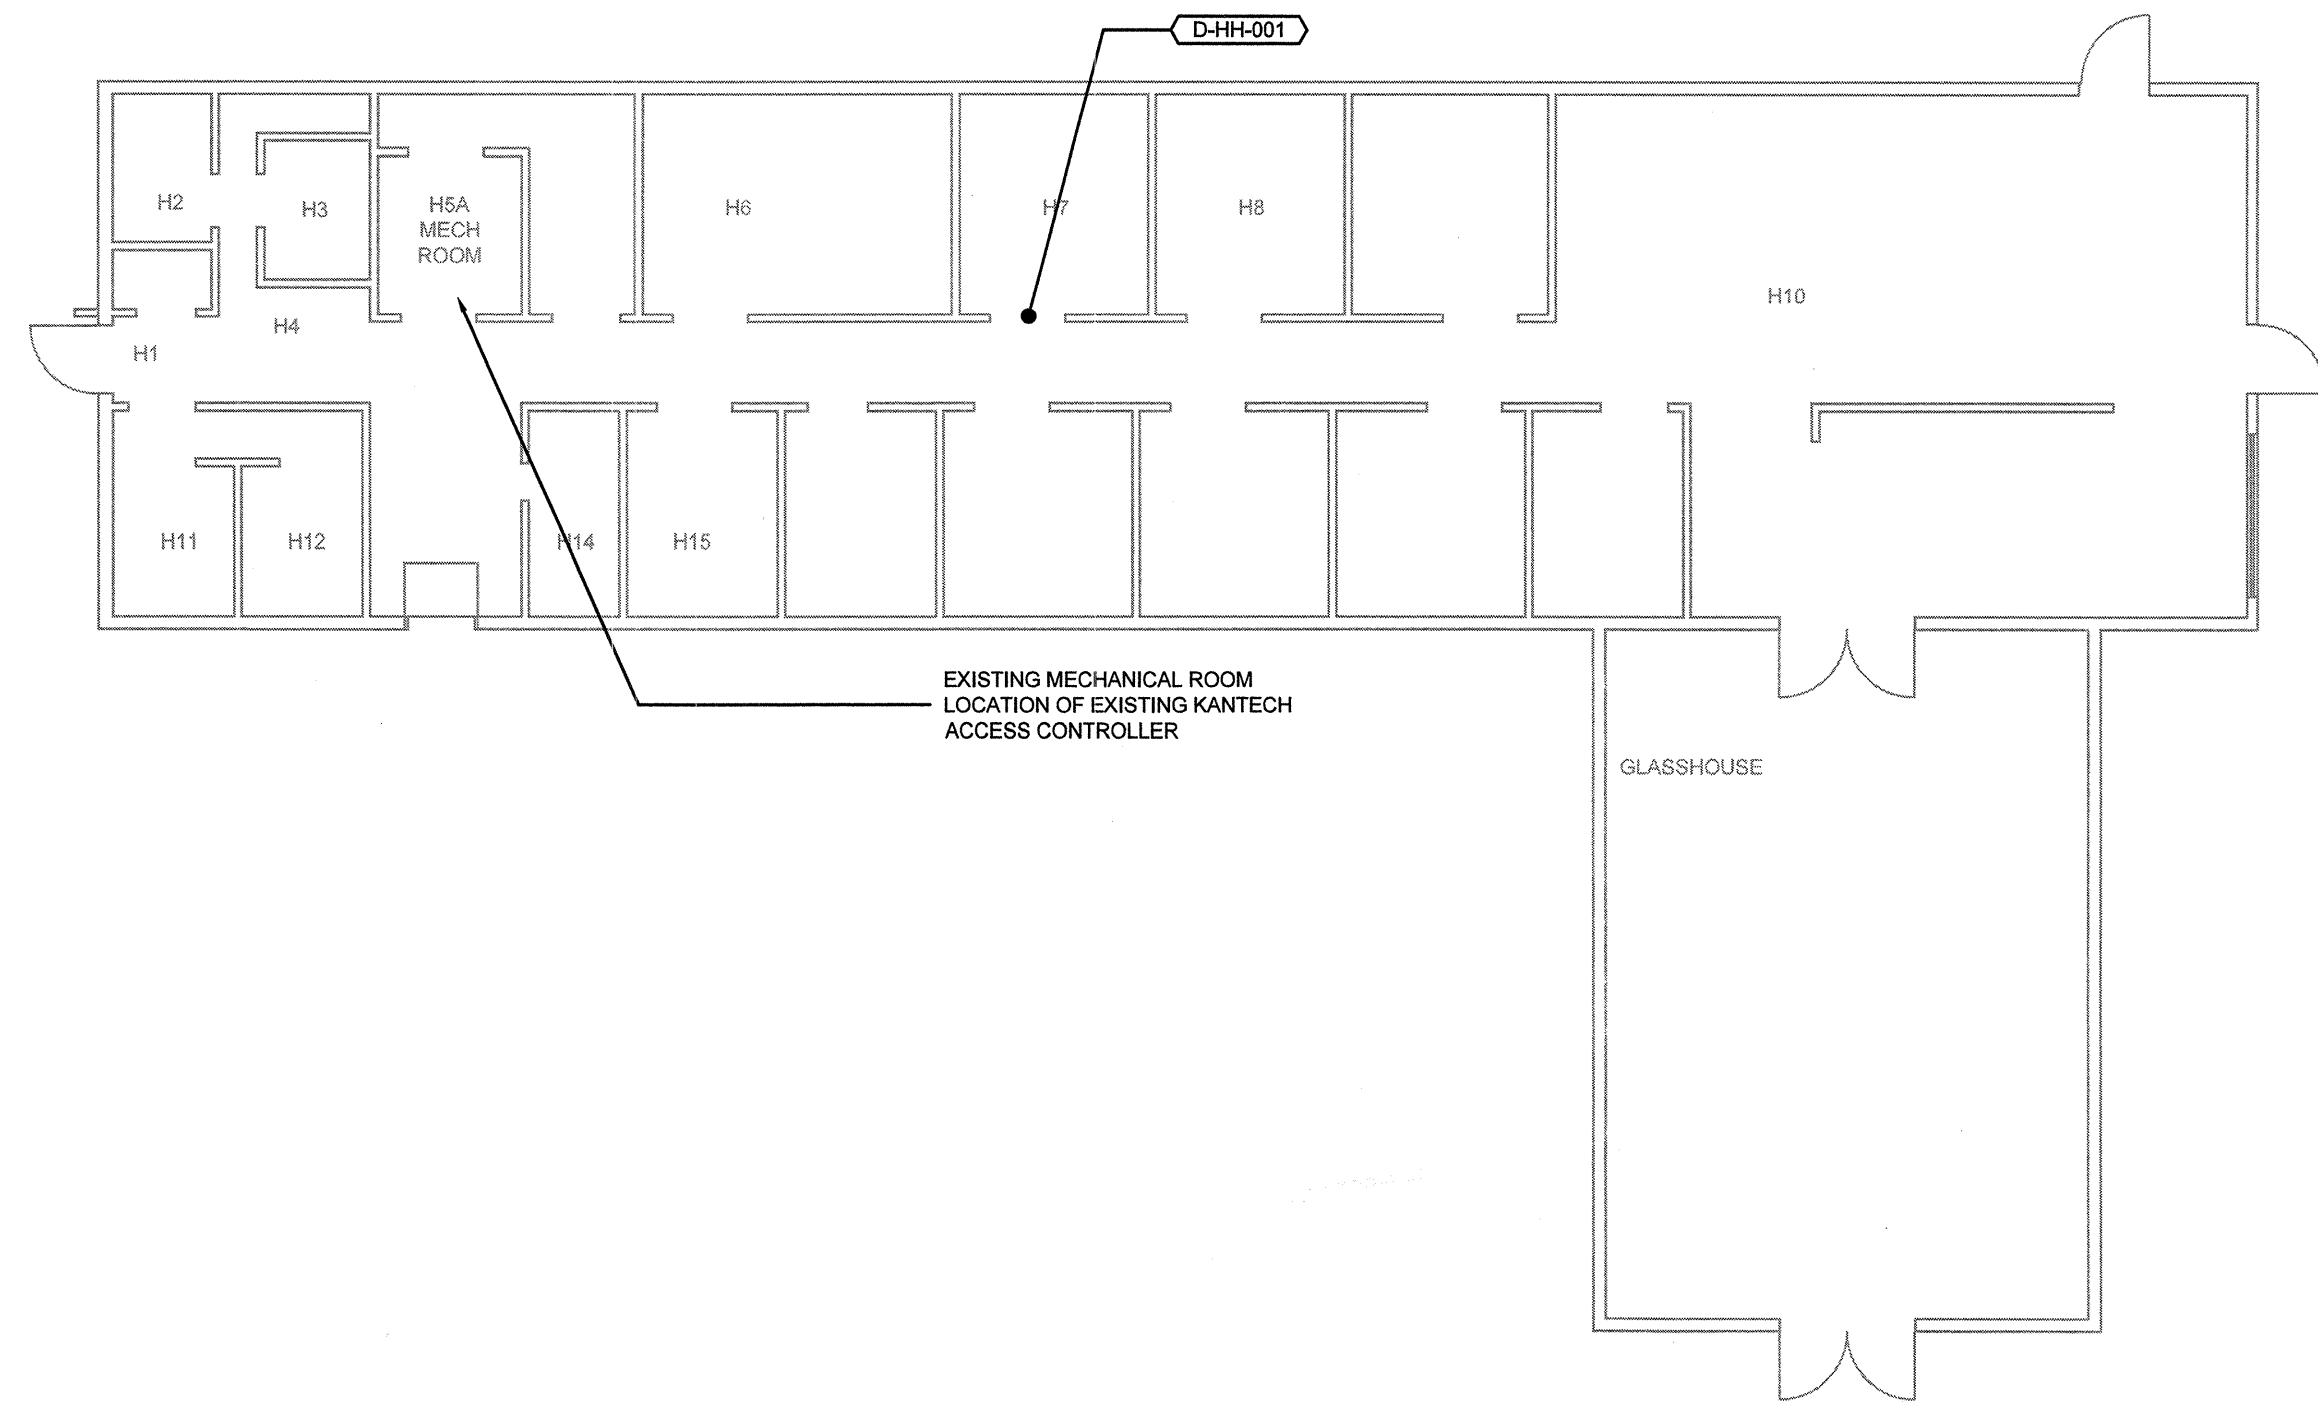 D-HH-001
H2
H3
H5A
MECH
ROOM
H6
H7
H8
H10
H4
H1
H11
H12
H14
H15
EXISTING MECHANICAL ROOM
LOCATION OF EXISTING KANTECH
ACCESS CONTROLLER
GLASSHOUSE